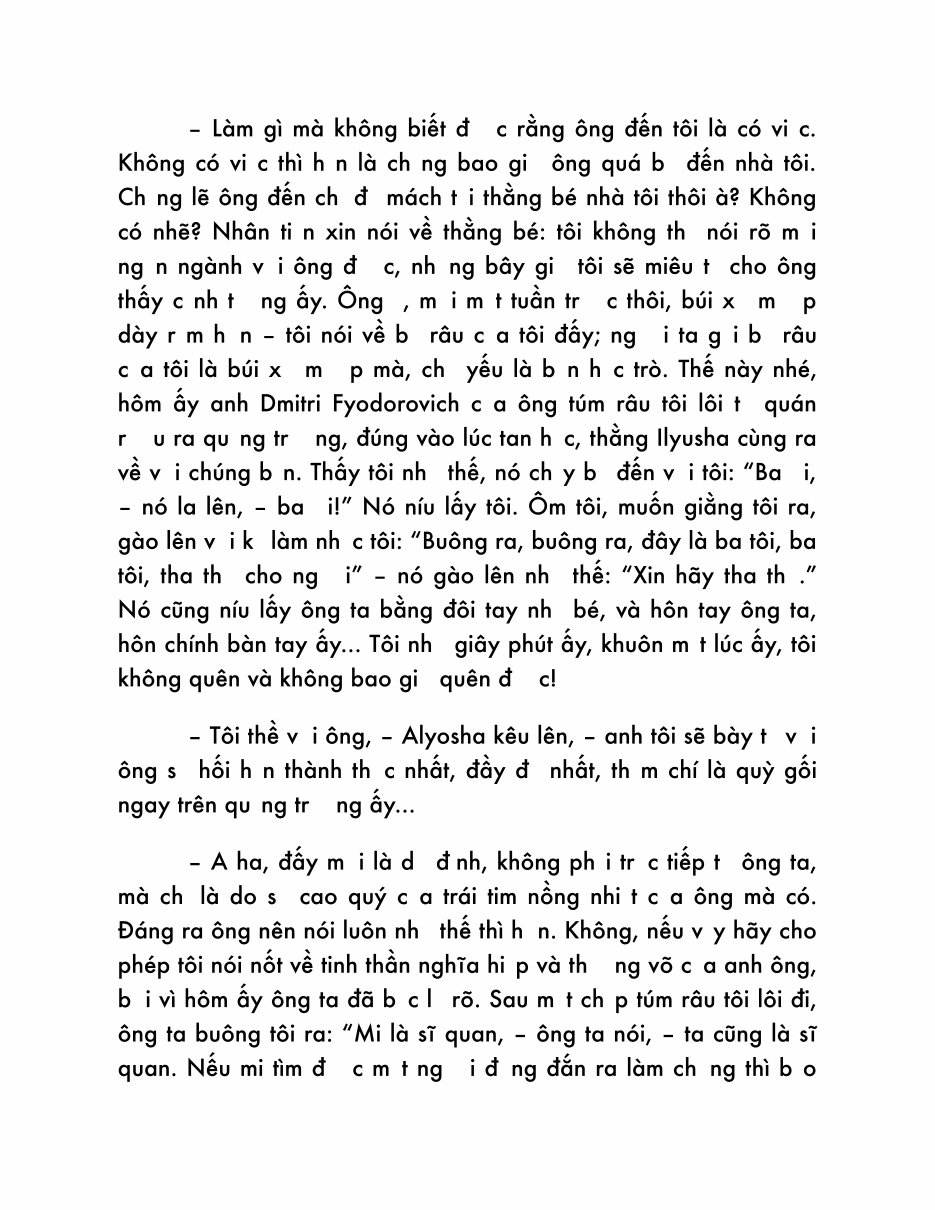 – Làm gì mà không biết đ c rằng ông đến tôi là có vi c.
Không có vi c thì h n là ch ng bao gi ông quá b đến nhà tôi.
Ch ng lẽ ông đến ch đ mách t i thằng bé nhà tôi thôi à? Không
có nhẽ? Nhân ti n xin nói về thằng bé: tôi không th nói rõ m i
ng n ngành v i ông đ c, nh ng bây gi tôi sẽ miêu t cho ông
thấy c nh t ng ấy. Ông , m i m t tuần tr c thôi, búi x m p
dày r m h n – tôi nói về b râu c a tôi đấy; ng i ta g i b râu
c a tôi là búi x m p mà, ch yếu là b n h c trò. Thế này nhé,
hôm ấy anh Dmitri Fyodorovich c a ông túm râu tôi lôi t quán
r u ra qu ng tr ng, đúng vào lúc tan h c, thằng Ilyusha cùng ra
về v i chúng b n. Thấy tôi nh thế, nó ch y b đến v i tôi: “Ba i,
– nó la lên, – ba i!” Nó níu lấy tôi. Ôm tôi, muốn giằng tôi ra,
gào lên v i k làm nh c tôi: “Buông ra, buông ra, đây là ba tôi, ba
tôi, tha th cho ng i” – nó gào lên nh thế: “Xin hãy tha th .”
Nó cũng níu lấy ông ta bằng đôi tay nh bé, và hôn tay ông ta,
hôn chính bàn tay ấy... Tôi nh giây phút ấy, khuôn m t lúc ấy, tôi
không quên và không bao gi quên đ c!
– Tôi thề v i ông, – Alyosha kêu lên, – anh tôi sẽ bày t v i
ông s hối h n thành th c nhất, đầy đ nhất, th m chí là quỳ gối
ngay trên qu ng tr ng ấy...
– A ha, đấy m i là d đ nh, không ph i tr c tiếp t ông ta,
mà ch là do s cao quý c a trái tim nồng nhi t c a ông mà có.
Đáng ra ông nên nói luôn nh thế thì h n. Không, nếu v y hãy cho
phép tôi nói nốt về tinh thần nghĩa hi p và th ng võ c a anh ông,
b i vì hôm ấy ông ta đã b c l rõ. Sau m t ch p túm râu tôi lôi đi,
ông ta buông tôi ra: “Mi là sĩ quan, – ông ta nói, – ta cũng là sĩ
quan. Nếu mi tìm đ c m t ng i đ ng đắn ra làm ch ng thì b o